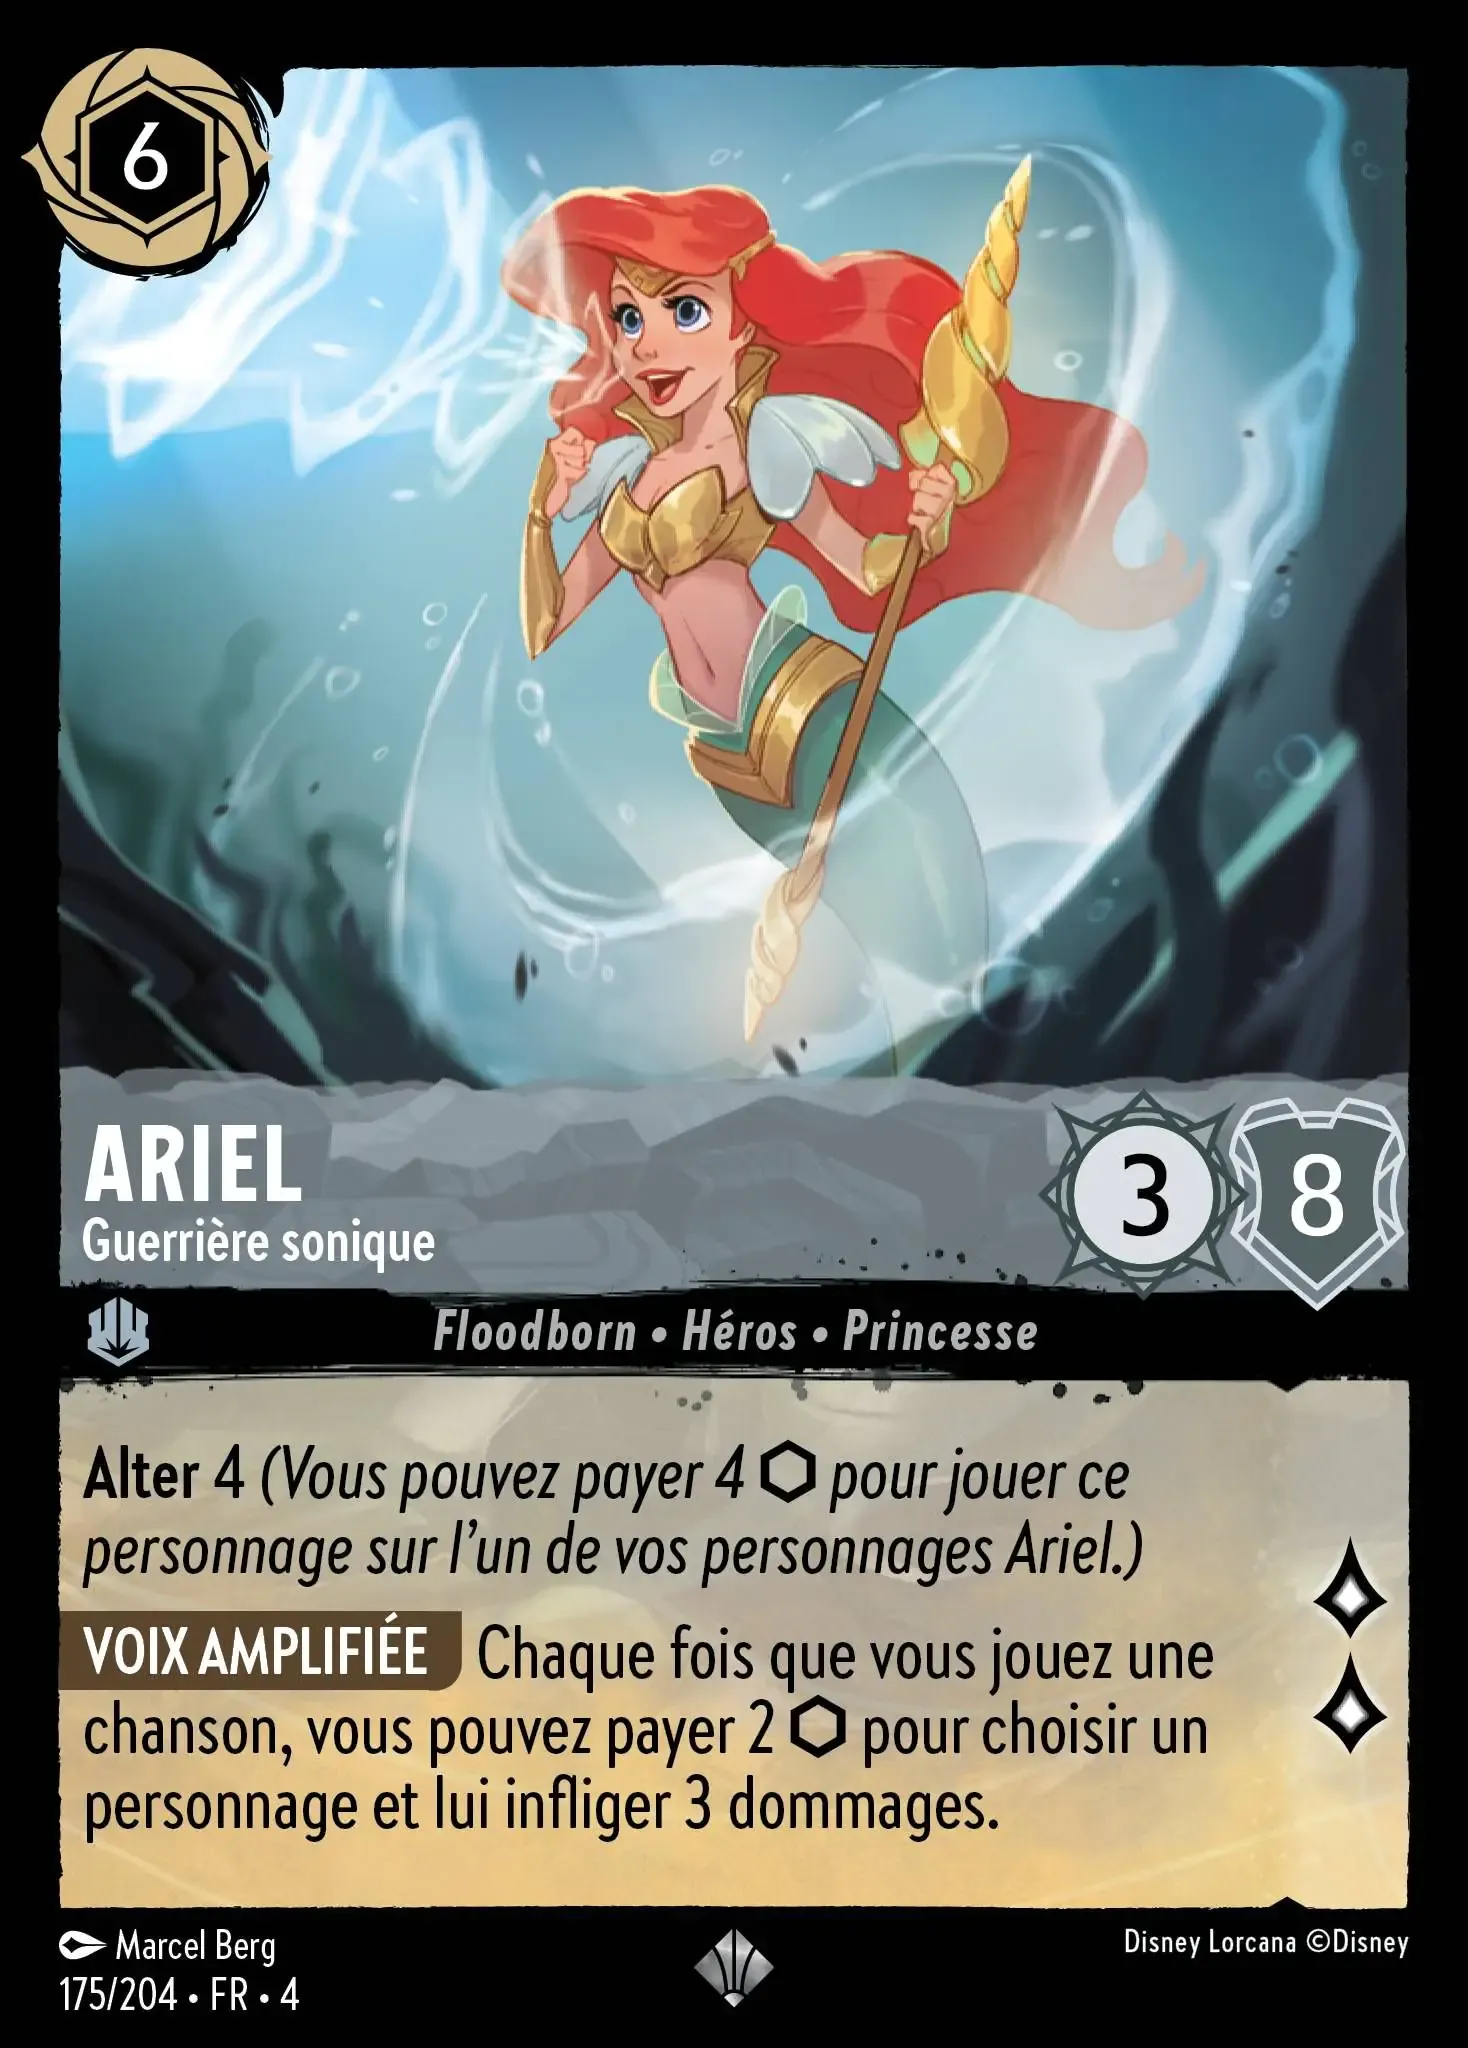 6
ARIEL
Guerrière sonique
3
8
Floodborn • Héros • Princesse
Alter 4 (Vous pouvez payer 4 ⬡ pour jouer ce
personnage sur l'un de vos personnages Ariel.)
VOIX AMPLIFIÉE Chaque fois que vous jouez une
chanson, vous pouvez payer 2 ⬡ pour choisir un
personnage et lui infliger 3 dommages.
Marcel Berg
Disney Lorcana ©Disney
175/204 • FR • 4